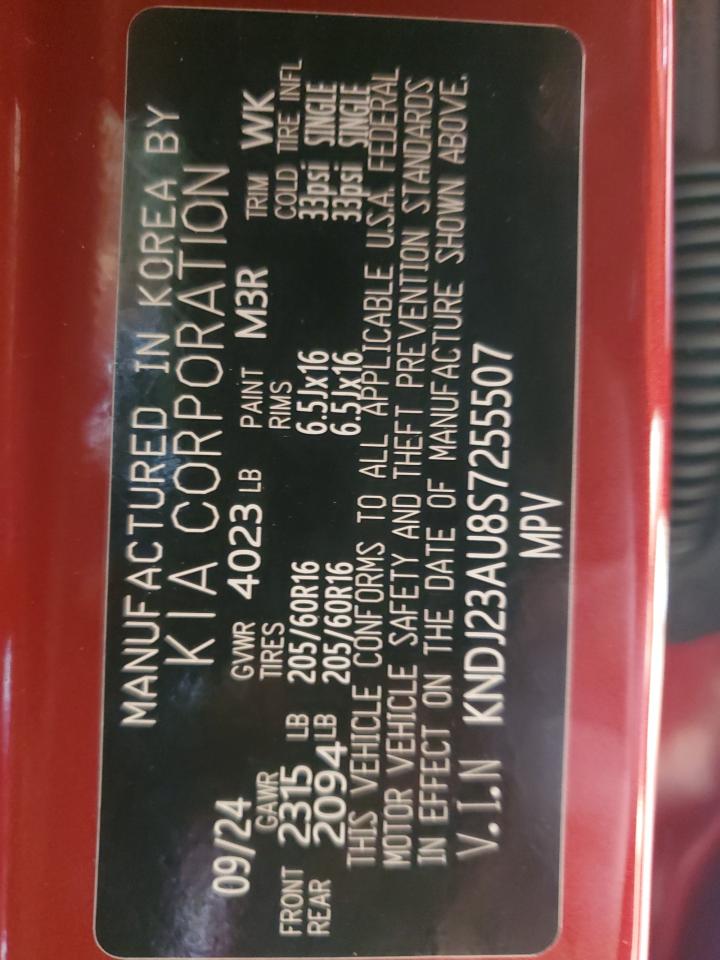 MANUFACTURED IN KOREA BY
KIA CORPORATION
09/24 GVWR 4023 LB PAINT M3R TRIM WK
GAWR TIRES RIMS COLD TIRE INFL
FRONT 2315 LB 205/60R16 6.5Jx16 33psi SINGLE
REAR 2094 LB 205/60R16 6.5Jx16 33psi SINGLE
THIS VEHICLE CONFORMS TO ALL APPLICABLE U.S.A. FEDERAL
MOTOR VEHICLE SAFETY AND THEFT PREVENTION STANDARDS
IN EFFECT ON THE DATE OF MANUFACTURE SHOWN ABOVE.
V.I.N KNDJ23AU8S7255507
MPV